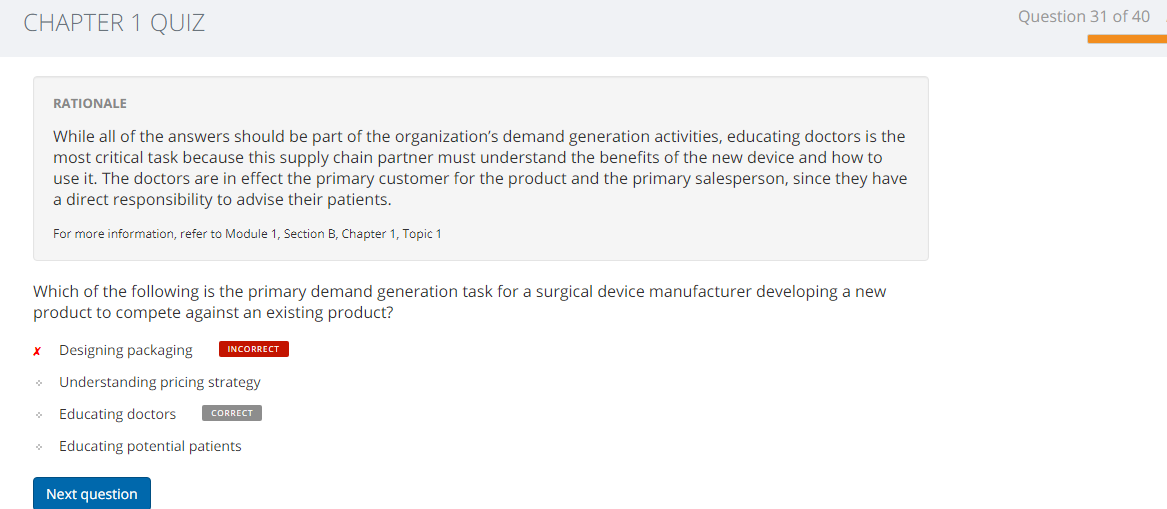 CHAPTER 1 QUIZ
Question 31 of 40
RATIONALE
While all of the answers should be part of the organization's demand generation activities, educating doctors is the
most critical task because this supply chain partner must understand the benefits of the new device and how to
use it. The doctors are in effect the primary customer for the product and the primary salesperson, since they have
a direct responsibility to advise their patients.
For more information, refer to Module 1, Section B, Chapter 1, Topic 1
Which of the following is the primary demand generation task for a surgical device manufacturer developing a new
product to compete against an existing product?
✗ Designing packaging INCORRECT
Understanding pricing strategy
Educating doctors CORRECT
Educating potential patients
Next question